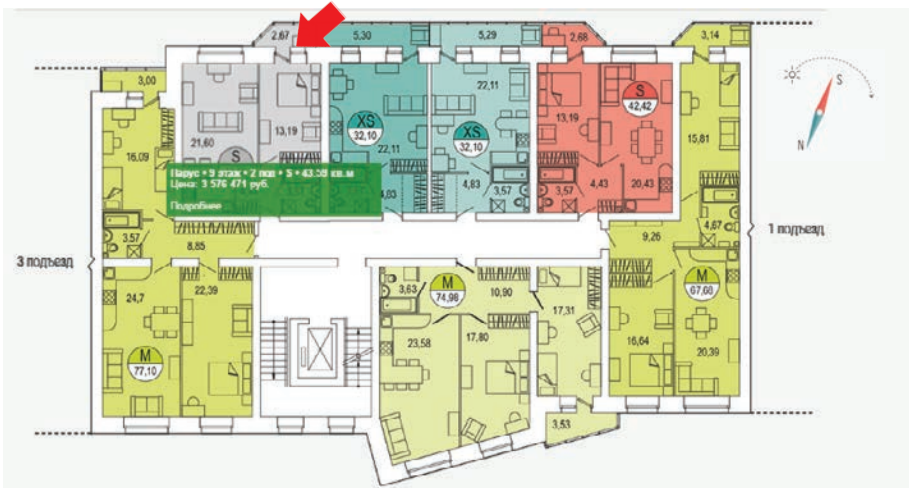 2,67
5,30
5,29
2,68
3,14
3,00
S
N
16,09
21,60
S
13,19
XS
32,10
22,11
22,11
XS
32,10
13,19
S
42,42
15,81
Парус • 9 этаж • 2 под • S • кв.м
Цена: 3 576 471 руб.
Подробнее
4,83
4,83
3,57
3,57
4,43
20,43
4,67
3,57
8,85
9,26
1 подъезд
3 подъезд
24,7
22,39
3,63
M
74,98
10,90
17,31
M
67,68
23,58
17,80
16,64
20,39
M
77,10
3,53